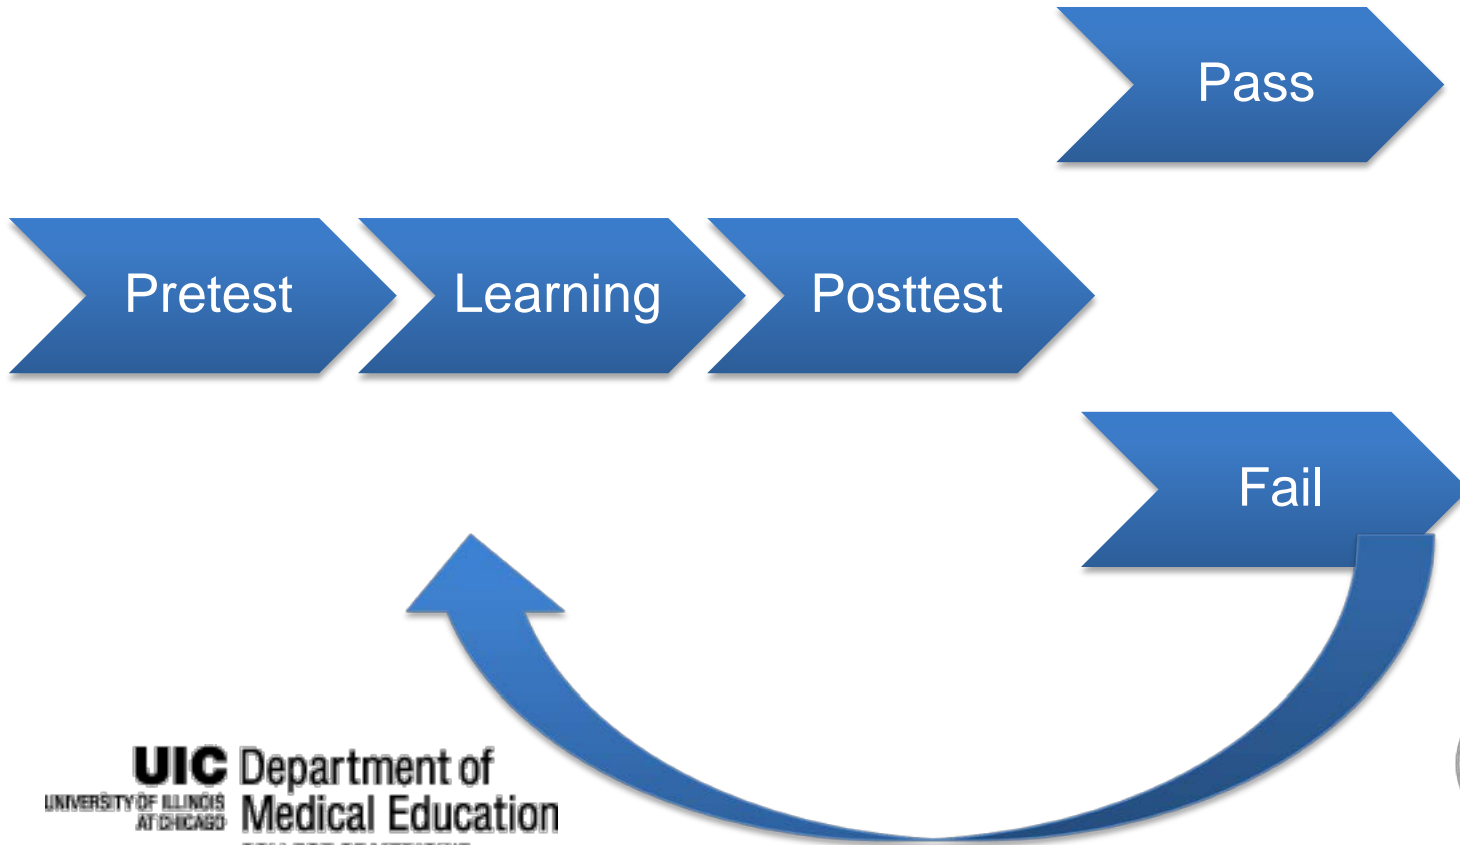 Pass
Pretest
Learning
Posttest
Fail
UIC Department of
UNIVERSITY OF ILLINOIS
AT CHICAGO
Medical Education